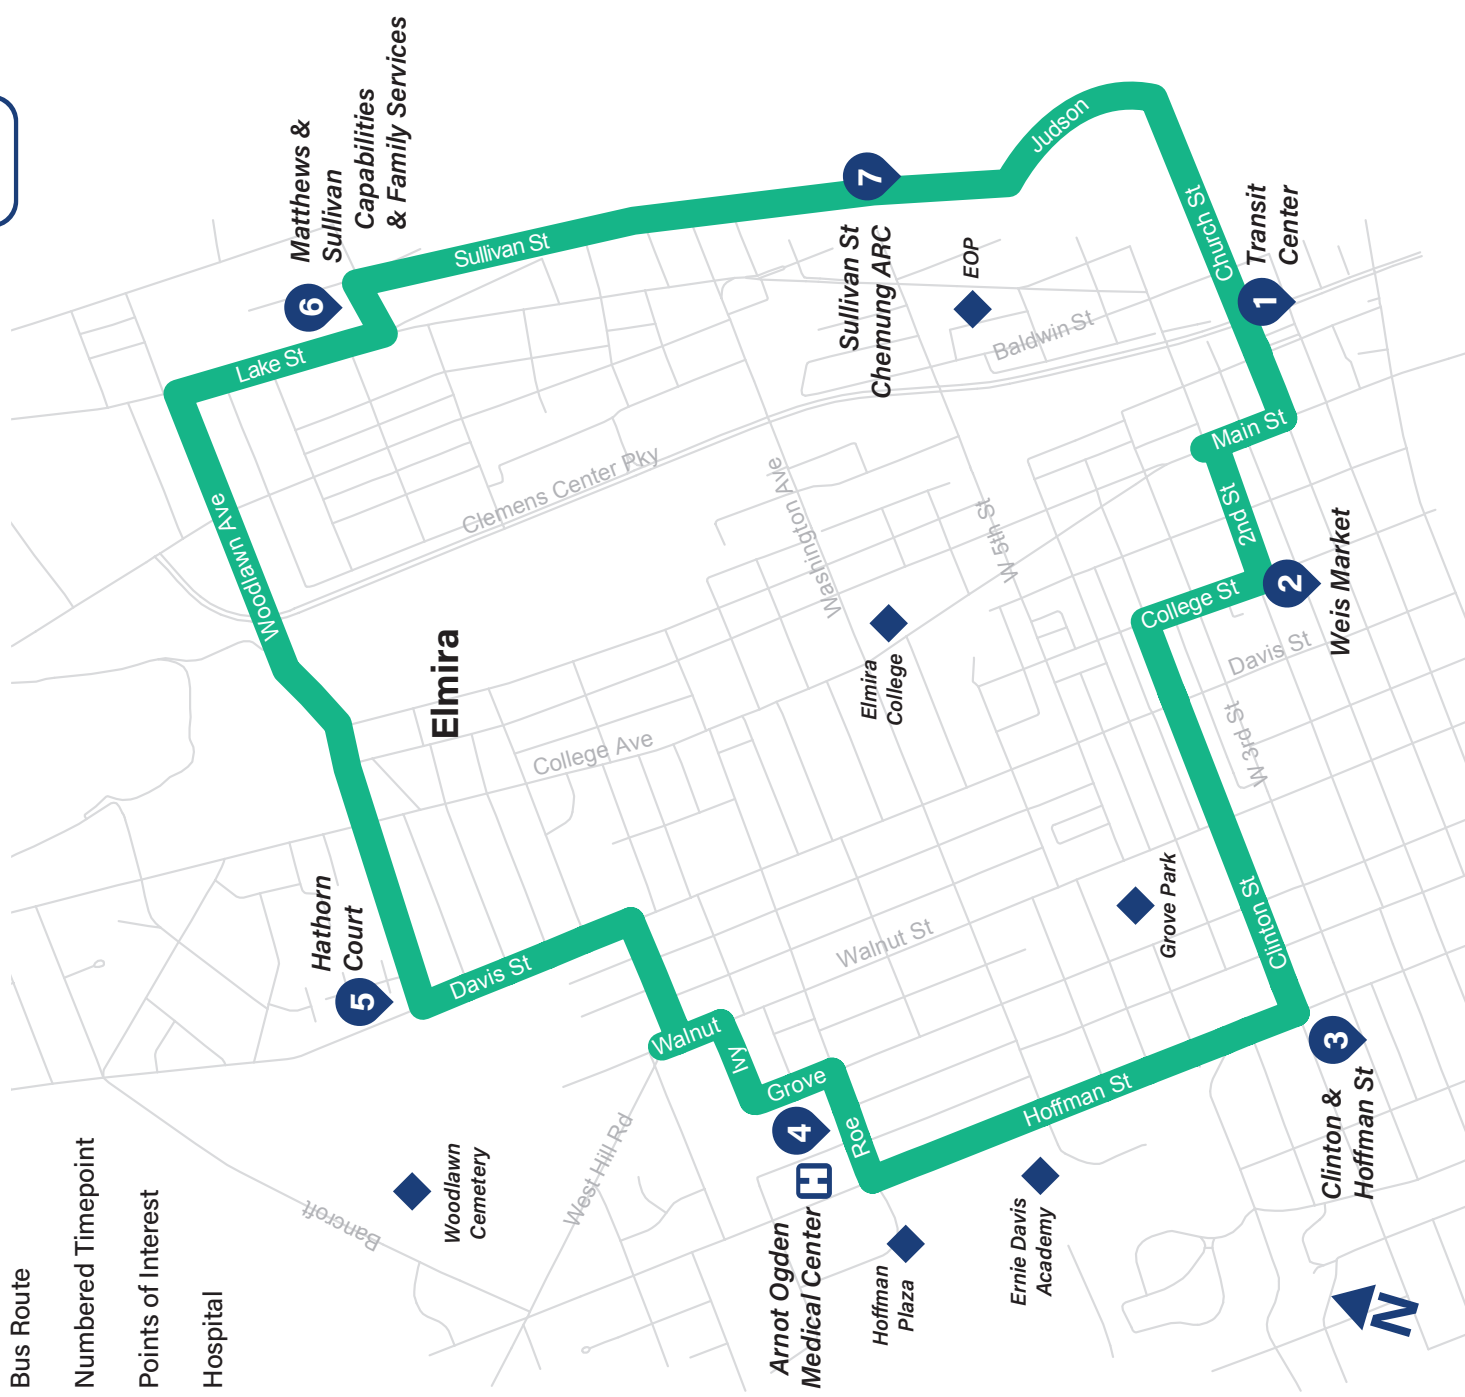 Bus Route
Numbered Timepoint
Points of Interest
Hospital
Elmira
1
Transit
Center
2
Weis Market
3
Clinton &
Hoffman St
4
H
Arnot Ogden
Medical Center
5
Hathorn
Court
6
Matthews &
Sullivan
Capabilities
& Family Services
7
Sullivan St
Chemung ARC
EOP
Elmira
College
Grove Park
Ernie Davis
Academy
Hoffman
Plaza
Woodlawn
Cemetery
Church St
Main St
2nd St
College St
Clinton St
Hoffman St
Roe
Grove
Ivy
Walnut
Davis St
Woodlawn Ave
Lake St
Sullivan St
Judson
Baldwin St
Clemens Center Pky
Washington Ave
W 5th St
College Ave
Walnut St
Davis St
W 3rd St
West Hill Rd
Bancroft
N